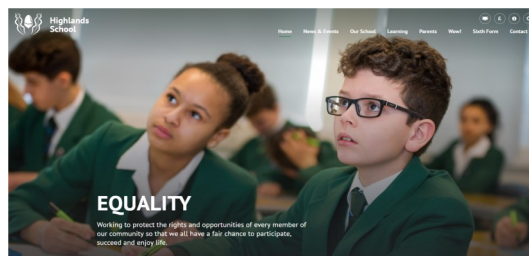 Highlands
School
Home News & Events Our School Learning Parents Wow! Sixth Form Contact
EQUALITY
Working to protect the rights and opportunities of every member of
our community so that we all have a fair chance to participate,
succeed and enjoy life.